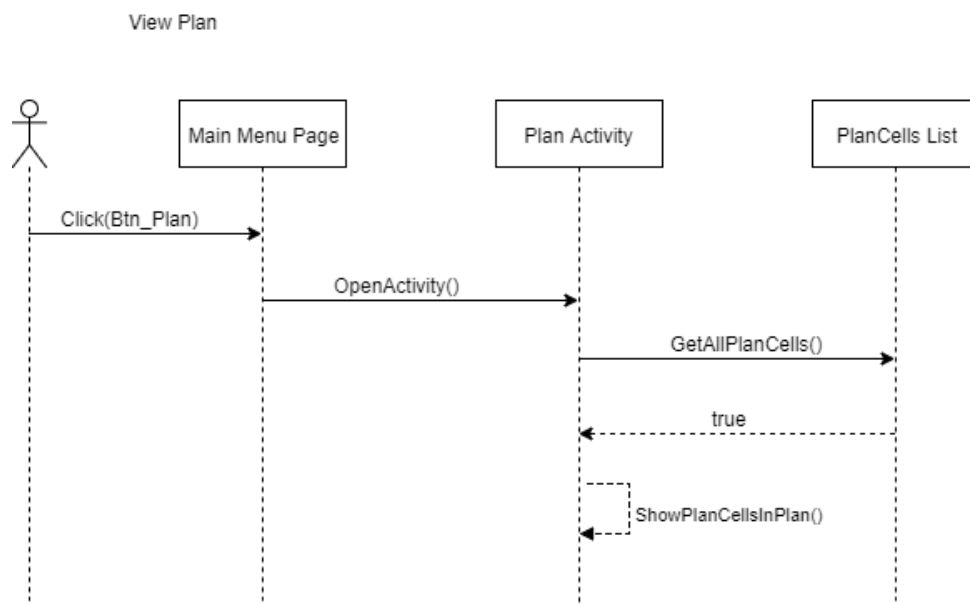 View Plan
Main Menu Page
Plan Activity
PlanCells List
Click(Btn_Plan)
OpenActivity()
GetAllPlanCells()
true
ShowPlanCellsInPlan()